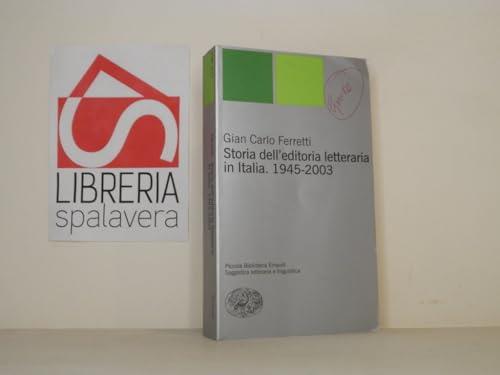 LIBRERIA
spalavera
Gian Carlo Ferretti
Storia dell'editoria letteraria
in Italia. 1945-2003
Piccola Biblioteca Einaudi
Saggistica letteraria e linguistica